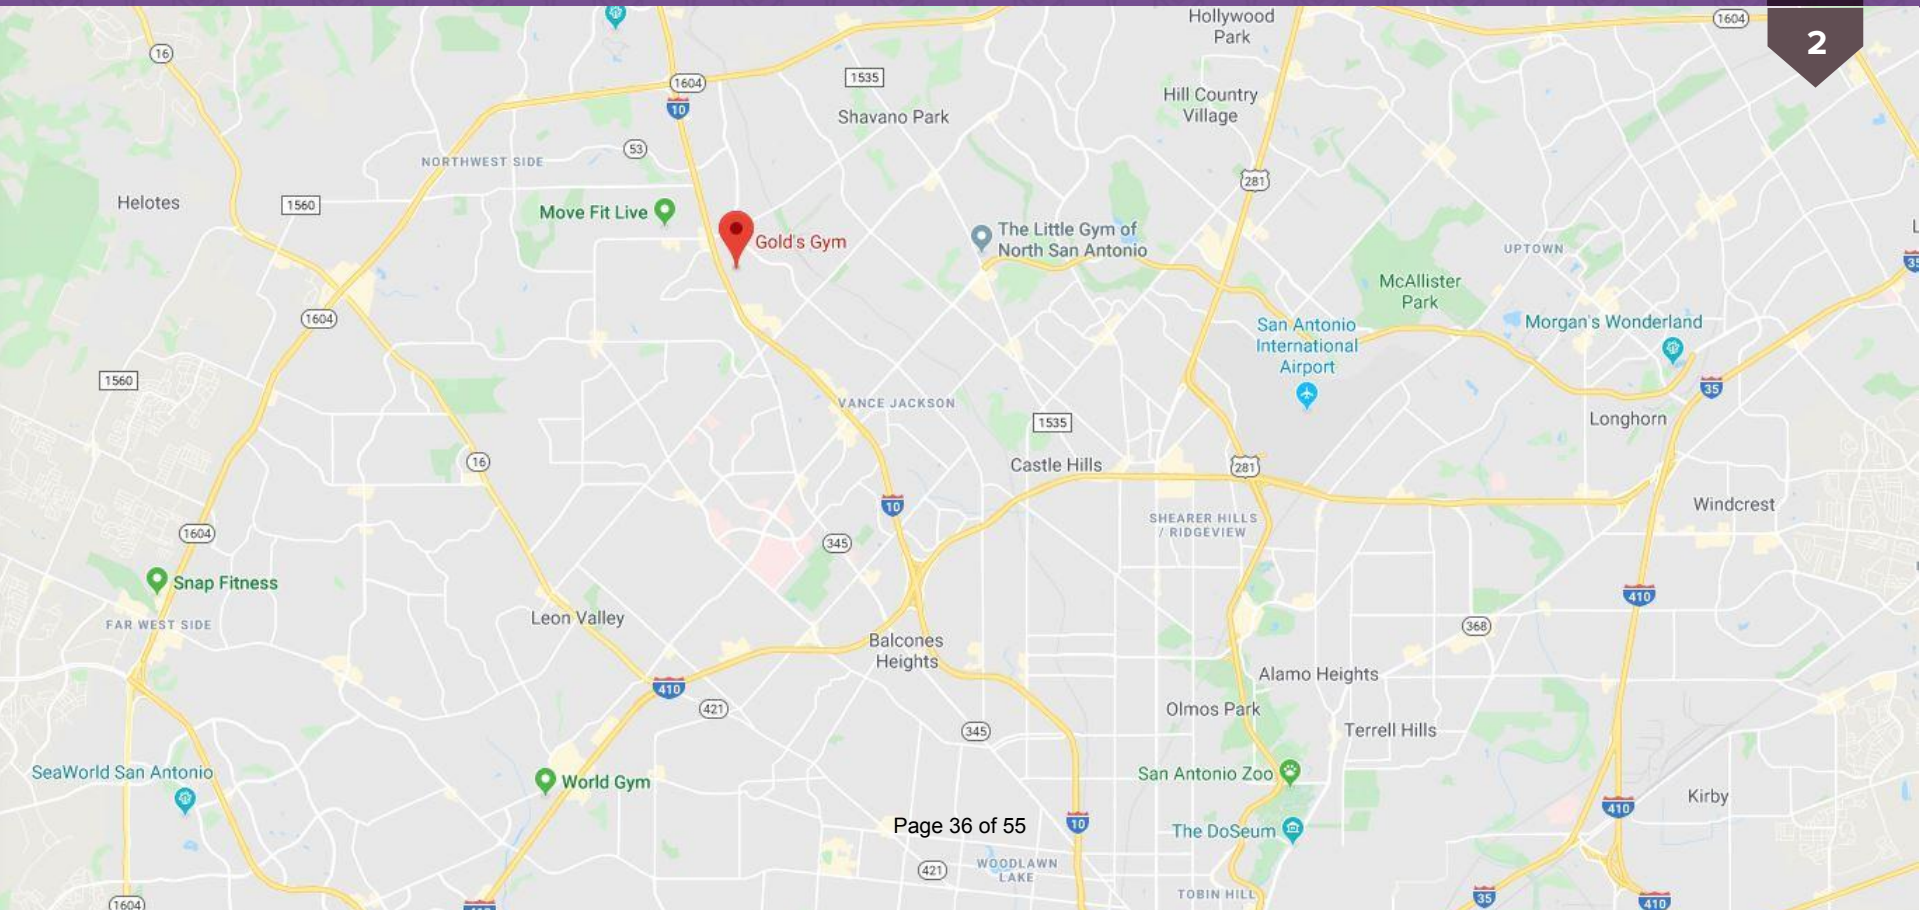 Hollywood
Park
1604
2
16
1604
1535
10
Shavano Park
Hill Country
Village
53
NORTHWEST SIDE
281
Helotes
1560
Move Fit Live
Gold's Gym
The Little Gym of
North San Antonio
UPTOWN
McAllister
Park
1604
San Antonio
International
Airport
Morgan's Wonderland
1560
35
VANCE JACKSON
1535
Longhorn
16
Castle Hills
281
10
Windcrest
SHEARER HILLS
/ RIDGEVIEW
1604
345
Snap Fitness
410
FAR WEST SIDE
Leon Valley
368
Balcones
Heights
Alamo Heights
410
421
Olmos Park
345
Terrell Hills
SeaWorld San Antonio
World Gym
San Antonio Zoo
Kirby
410
Page 36 of 55
10
The DoSeum
421
WOODLAWN
LAKE
TOBIN HILL
35
410
1604